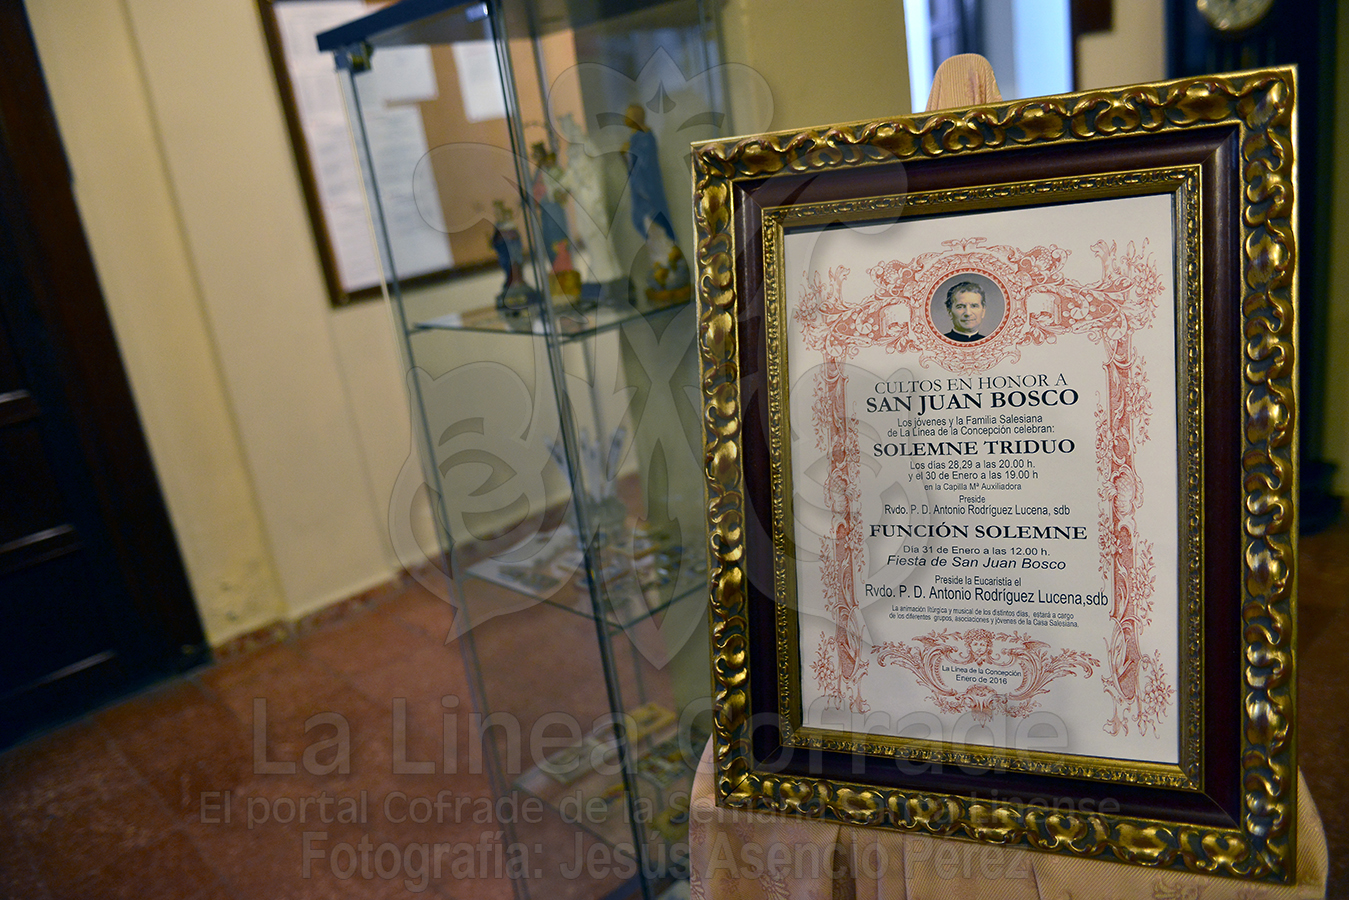 CULTOS EN HONOR A
SAN JUAN BOSCO
Los jóvenes y la Familia Salesiana
de La Línea de la Concepción celebran:
SOLEMNE TRIDUO
Los días 28,29 a las 20.00 h.
y el 30 de Enero a las 19.00 h
en la Capilla Mª Auxiliadora
Preside
Rvdo. P. D. Antonio Rodríguez Lucena, sdb
FUNCIÓN SOLEMNE
Día 31 de Enero a las 12.00 h.
Fiesta de San Juan Bosco
Preside la Eucaristía el
Rvdo. P. D. Antonio Rodríguez Lucena,sdb
La animación litúrgica y musical de los distintos días, estará a cargo
de los diferentes grupos, asociaciones y jóvenes de la Casa Salesiana.
La Línea de la Concepción
Enero de 2016
La Linea Cofrade
El portal Cofrade de la Semana Santa Linense
Fotografía: Jesús Asencio Pérez